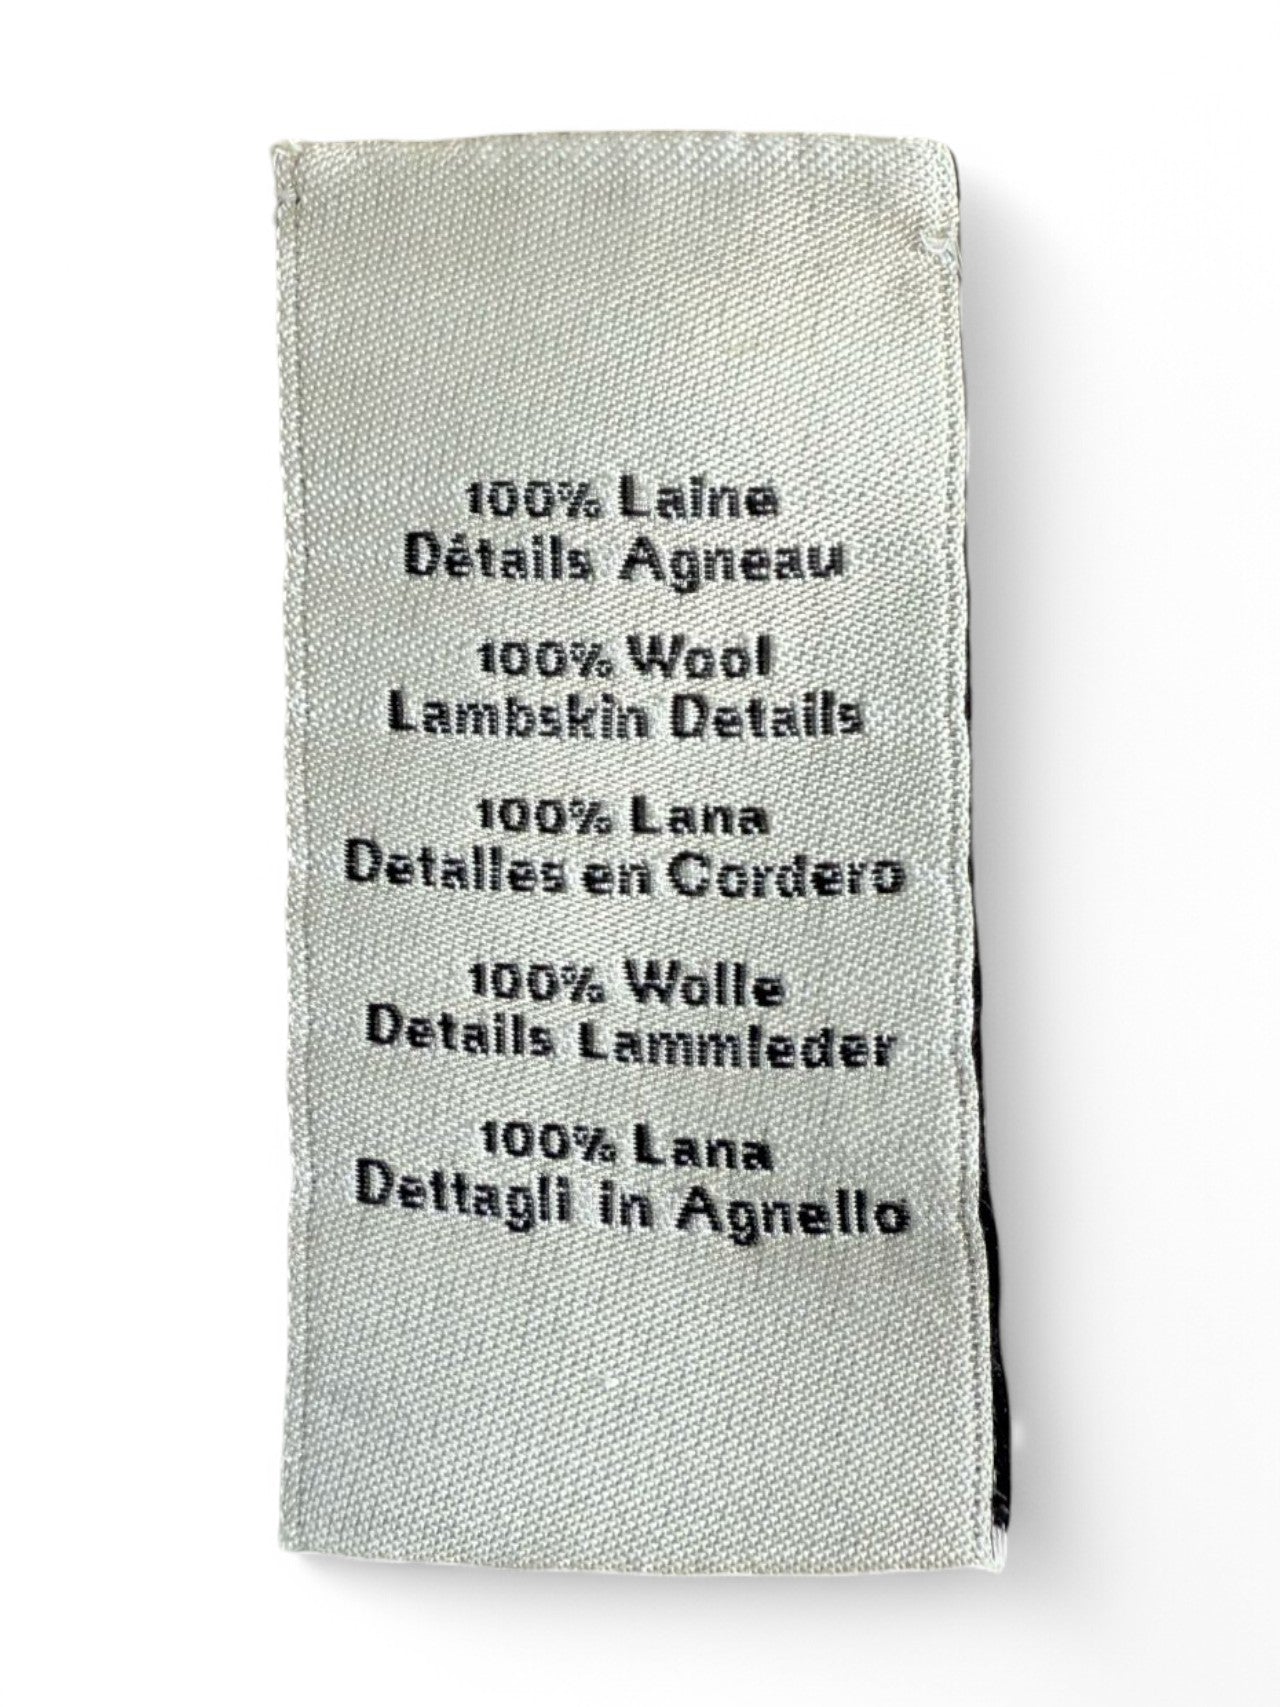 100% Laine
Détails Agneau
100% Wool
Lambskin Details
100% Lana
Detalles en Cordero
100% Wolle
Details Lammleder
100% Lana
Dettagli in Agnello